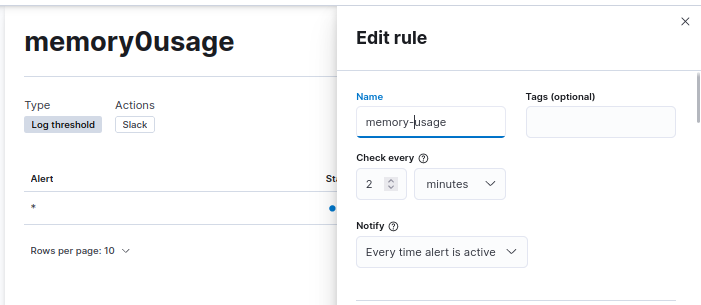 memory0usage
Type
Actions
Log threshold
Slack
Alert
Sta
*
Rows per page: 10
Edit rule
Name
Tags (optional)
memory-usage
Check every
2
minutes
Notify
Every time alert is active